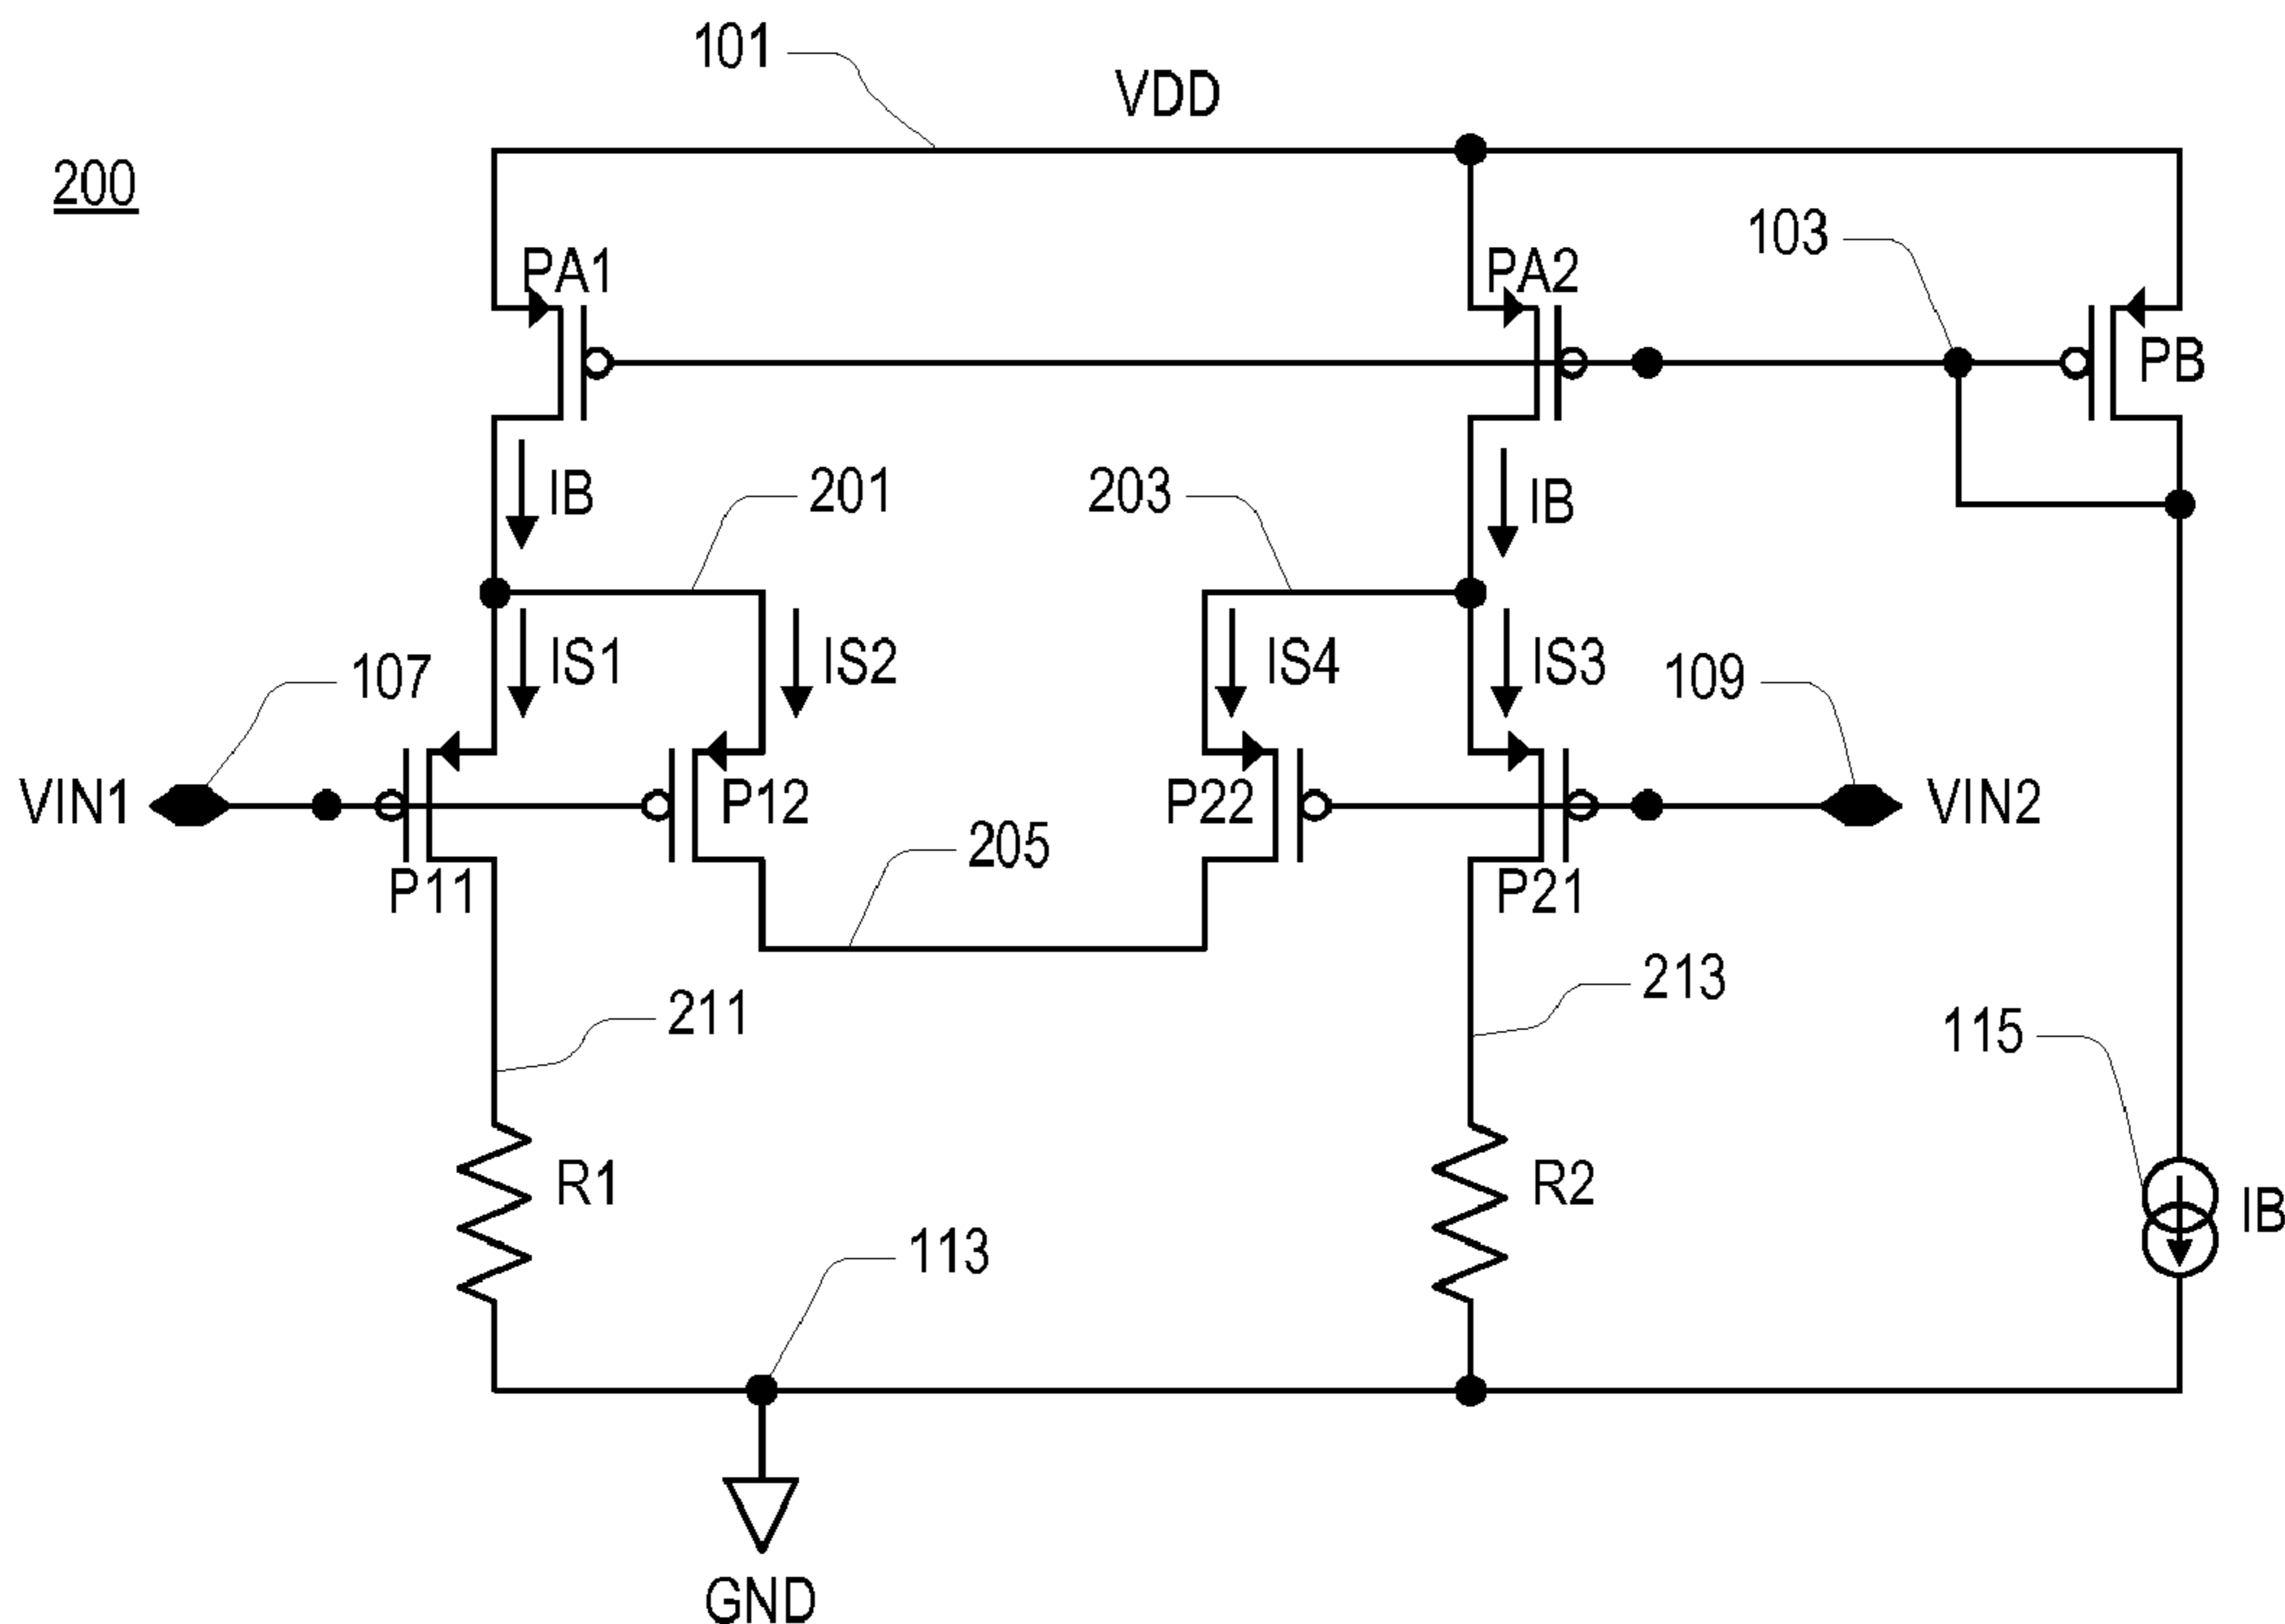 101
VDD
200
103
PA1
PA2
PB
IB
201
203
IB
107
IS1
IS2
IS4
IS3
109
VIN1
P12
P22
VIN2
P11
205
P21
211
213
115
R1
R2
IB
113
GND